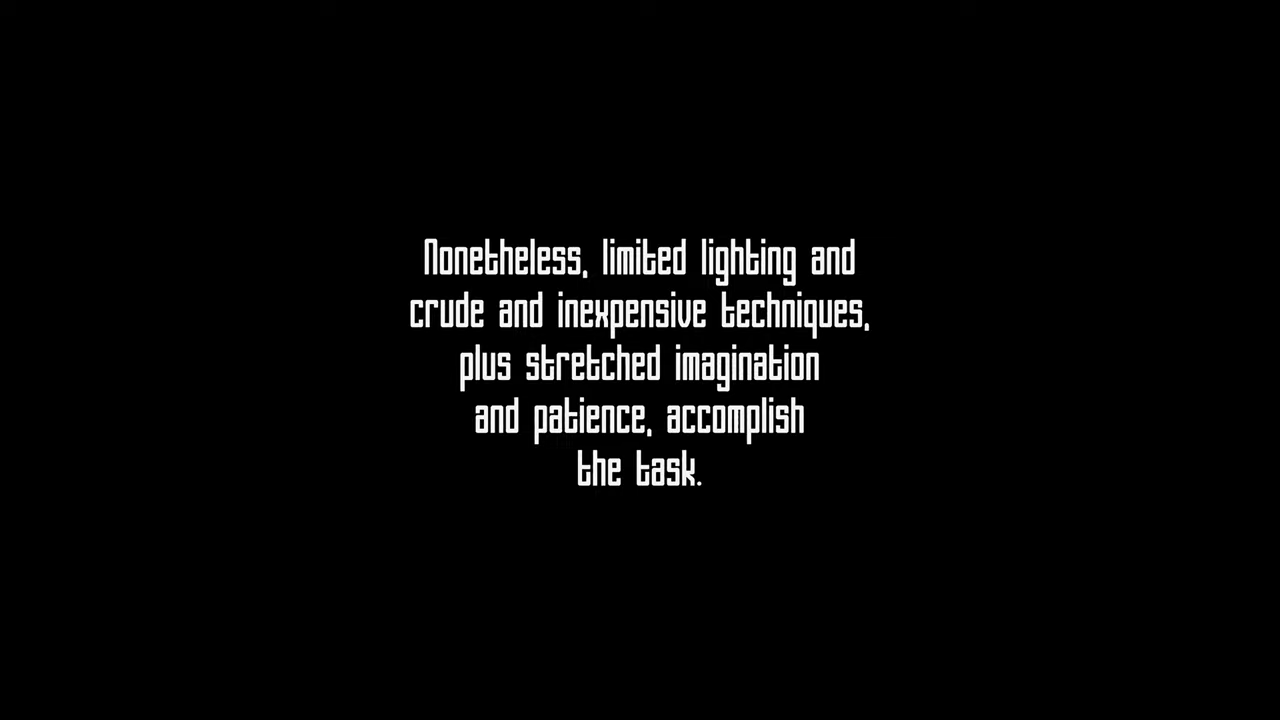 Nonetheless, limited lighting and
crude and inexpensive techniques,
plus stretched imagination
and patience, accomplish
the task.